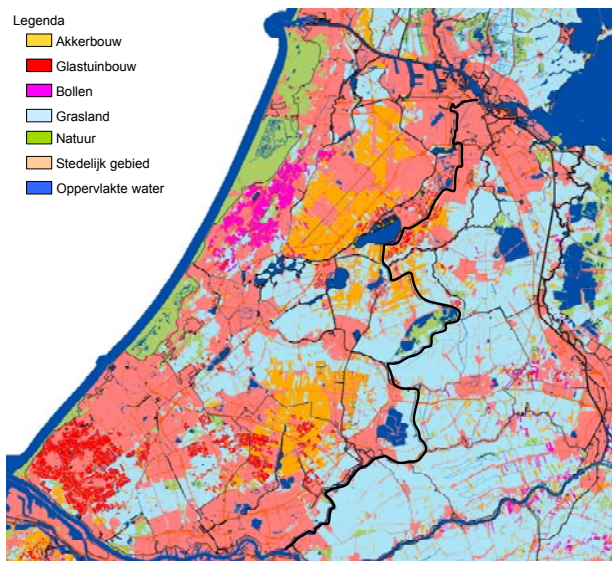 Legenda
Akkerbouw
Glastuinbouw
Bollen
Grasland
Natuur
Stedelijk gebied
Oppervlakte water